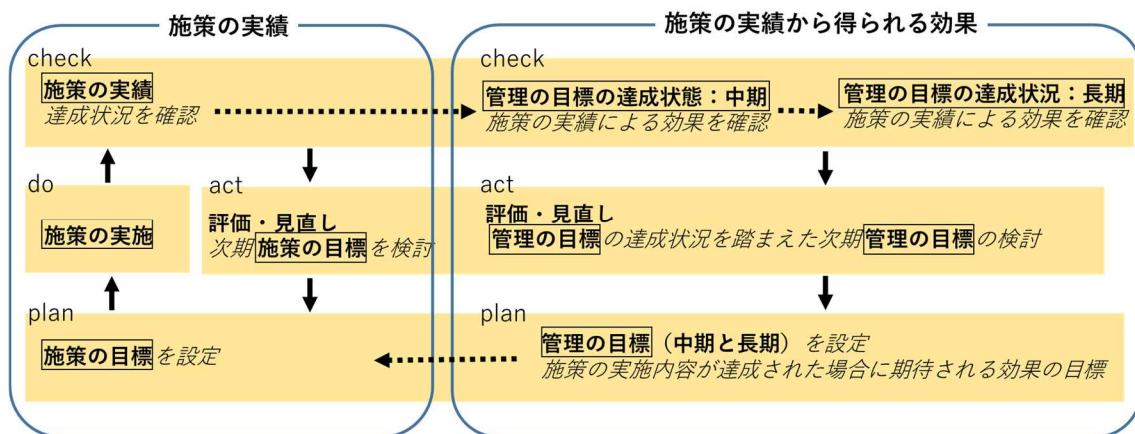 施策の実績
check
施策の実績
達成状況を確認
do
施策の実施
act
評価・見直し
次期施策の目標を検討
plan
施策の目標を設定
施策の実績から得られる効果
check
管理の目標の達成状態：中期
施策の実績による効果を確認
管理の目標の達成状況：長期
施策の実績による効果を確認
act
評価・見直し
管理の目標の達成状況を踏まえた次期管理の目標の検討
plan
管理の目標（中期と長期）を設定
施策の実施内容が達成された場合に期待される効果の目標